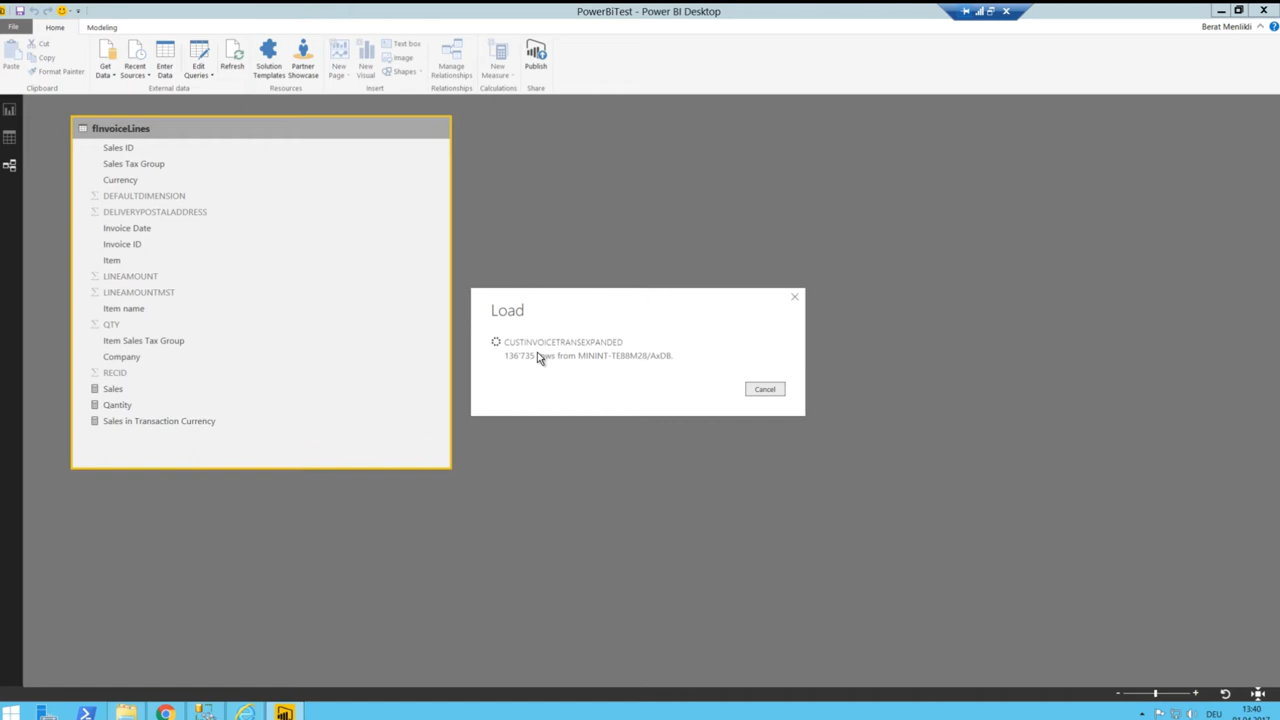 PowerBiTest - Power BI Desktop
File
Home
Modeling
Berat Menlikli
Paste
Cut
Copy
Format Painter
Clipboard
Get Data
Recent Sources
Enter Data
Edit Queries
Refresh
External data
Solution Templates
Partner Showcase
Resources
New Page
New Visual
Text box
Image
Shapes
Insert
Manage Relationships
Relationships
New Measure
Calculations
Publish
Share
fInvoiceLines
Sales ID
Sales Tax Group
Currency
DEFAULTDIMENSION
DELIVERYPOSTALADDRESS
Invoice Date
Invoice ID
Item
LINEAMOUNT
LINEAMOUNTMST
Item name
QTY
Item Sales Tax Group
Company
RECID
Sales
Qantity
Sales in Transaction Currency
Load
CUSTINVOICETRANSEXPANDED
136'735 rows from MININT-TE88M28/AxDB.
Cancel
DEU
13:40